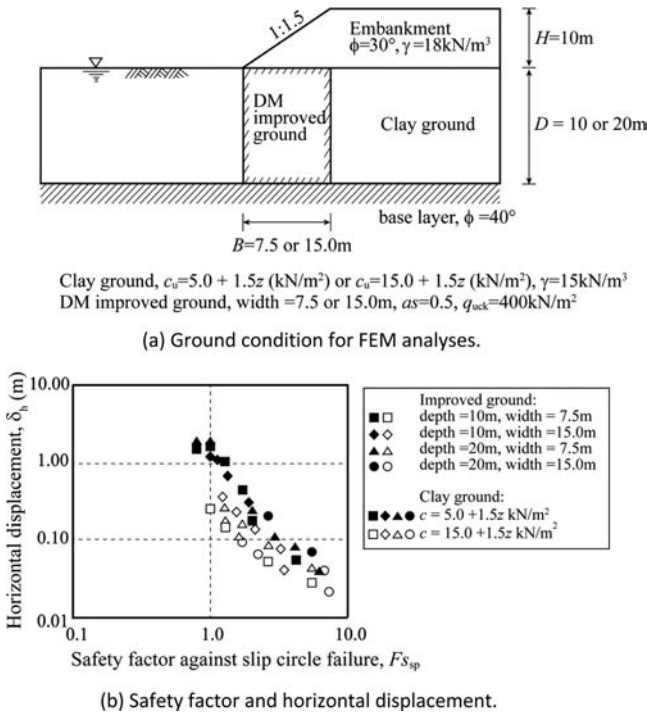 1:1.5
Embankment
ϕ=30°, γ=18kN/m³
H=10m
DM
improved
ground
Clay ground
D = 10 or 20m
base layer, ϕ =40°
B=7.5 or 15.0m
Clay ground, cᵤ=5.0 + 1.5z (kN/m²) or cᵤ=15.0 + 1.5z (kN/m²), γ=15kN/m³
DM improved ground, width =7.5 or 15.0m, as=0.5, q_uck=400kN/m²
(a) Ground condition for FEM analyses.
Horizontal displacement, δₕ (m)
10.00
1.00
0.10
0.01
0.1
1.0
10.0
Safety factor against slip circle failure, Fs_sp
Improved ground:
depth =10m, width = 7.5m
depth =10m, width =15.0m
depth =20m, width = 7.5m
depth =20m, width =15.0m
Clay ground:
c = 5.0 +1.5z kN/m²
c = 15.0 +1.5z kN/m²
(b) Safety factor and horizontal displacement.